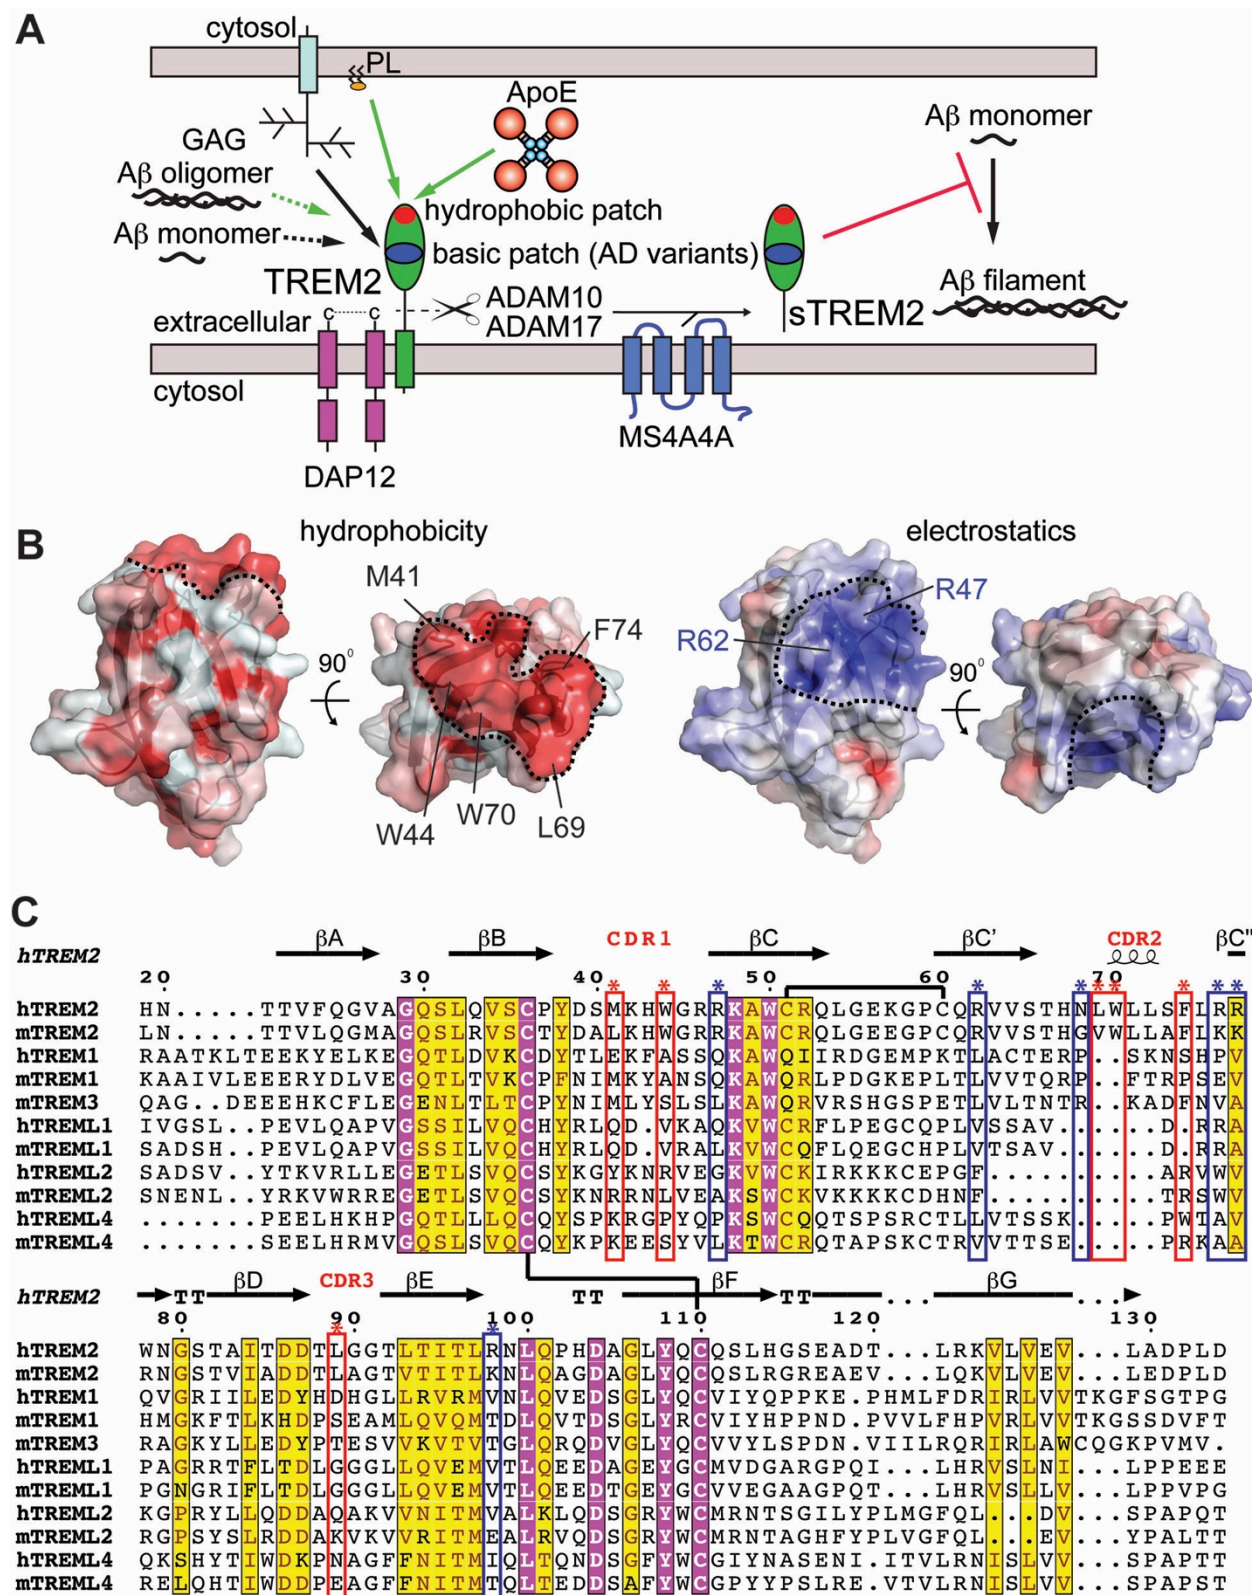 A
cytosol
PL
ApoE
Aβ monomer
GAG
Aβ oligomer
hydrophobic patch
Aβ monomer
basic patch (AD variants)
TREM2
Aβ filament
ADAM10
extracellular
C
C
ADAM17
sTREM2
cytosol
MS4A4A
DAP12
B
hydrophobicity
electrostatics
M41
R47
F74
R62
90⁰
90⁰
W44
W70
L69
C
hTREM2 βA βB CDR1 βC βC' CDR2 βC"
20 30 40 50 60 70
* * * * * * * * * *
hTREM2 HN.....TTVFQGVAGQSLQVSCPYDSMKHWGRRKAWCRQLGEKGPCQRVVSTHNLWLLSFLRR
mTREM2 LN.....TTVLQGMAGQSLRVSCTYDALKHWGRRKAWCRQLGEEGPCQRVVSTHGVWLLAFLKK
hTREM1 RAATKLTEEKYELKEGQTLDVKCDYTLEKFASSQKAWQIIRDGEMPKTLACTERP..SKNSHPV
mTREM1 KAAIVLEEERYDLVEGQTLTVKCPFNIMKYANSQKAWQRLPDGKEPLTLVVTQRP..FTRPSEV
mTREM3 QAG..DEEEHKCFLEGENLTLTCPYNIMLYSLSLKAWQRVRSHGSPETLVLTNTR..KADFNVA
hTREML1 IVGSL..PEVLQAPVGSSILVQCHYRLQD.VKAQKVWCRFLPEGCQPLVSSAV......D.RRA
mTREML1 SADSH..PEVLQAPVGSSILVQCHYRLQD.VRALKVWCQFLQEGCHPLVTSAV......D.RRA
hTREML2 SADSV..YTKVRLLEGETLSVQCSYKGYKNRVEGKVWCKIRKKKCEPGF.........ARVWV
mTREML2 SNENL..YRKVWRREGETLSVQCSYKNRRNLVEAKSWCKVKKKKCDHNF.........TRSWV
hTREML4 .......PEELHKHPGQTLLLQCQYSPKRGPYQPKSWCQQTSPSRCTLLVTSSK.....PWTAV
mTREML4 .......SEELHRMVGQTLSVQCQYKPKEESYVLKTWCRQTAPSKCTRVVTTSE.....PRKAA
hTREM2 TT βD CDR3 βE TT βF TT βG
80 90 100 110 120 130
* *
hTREM2 WNGSTAITDDTLGGTLTITLRNLQPHDAGLYQCQSLHGSEADT...LRKVLVEV...LADPLD
mTREM2 RNGSTVIADDTLAGTVTITLKNLQAGDAGLYQCQSLRGREAEV...LQKVLVEV...LEDPLD
hTREM1 QVGRIILEDYHDHGLLRVRMVNLQVEDSGLYQCVIYQPPKE.PHMLFDRIRLVVTKGFSGTPG
mTREM1 HMGKFTLKHDPSEAMLQVQMTDLQVTDSGLYRCVIYHPPND.PVVLFHPVRLVVTKGSSDVFT
mTREM3 RAGKYLLEDYPTESVVKVTVTGLQRQDVGLYQCVVYLSPDN.VIILRQRIRLAWCQGKPVMV.
hTREML1 PAGRRTFLTDLGGGLLQVEMVTLQEEDAGEYGCMVDGARGPQI...LHRVSLNI...LPPEEE
mTREML1 PGNGRIFLTDLGGGLLQVEMVTLQEEDTGEYGCVVEGAAGPQT...LHRVSLLV...LPPVPG
hTREML2 KGPRYLLQDDAQAKVVNITMVALKLQDSGRYWCMRNTSGILYPLMGFQL...DV...SPAPQT
mTREML2 RGPSYSLRDDAKVKVVRITMEALRVQDSGRYWCMRNTAGHFYPLVGFQL...EV...YPALTT
hTREML4 QKSHYTIWDKPNAGFFNITMIQLTQNDSGFYWCGIYNASENI.ITVLRNISLVV...SPAPTT
mTREML4 RELQHTIWDDPEAGFFNITMTQLTEDDSAFYWCGPYYPSLRE.VTVLRNISLVV...SPAPST